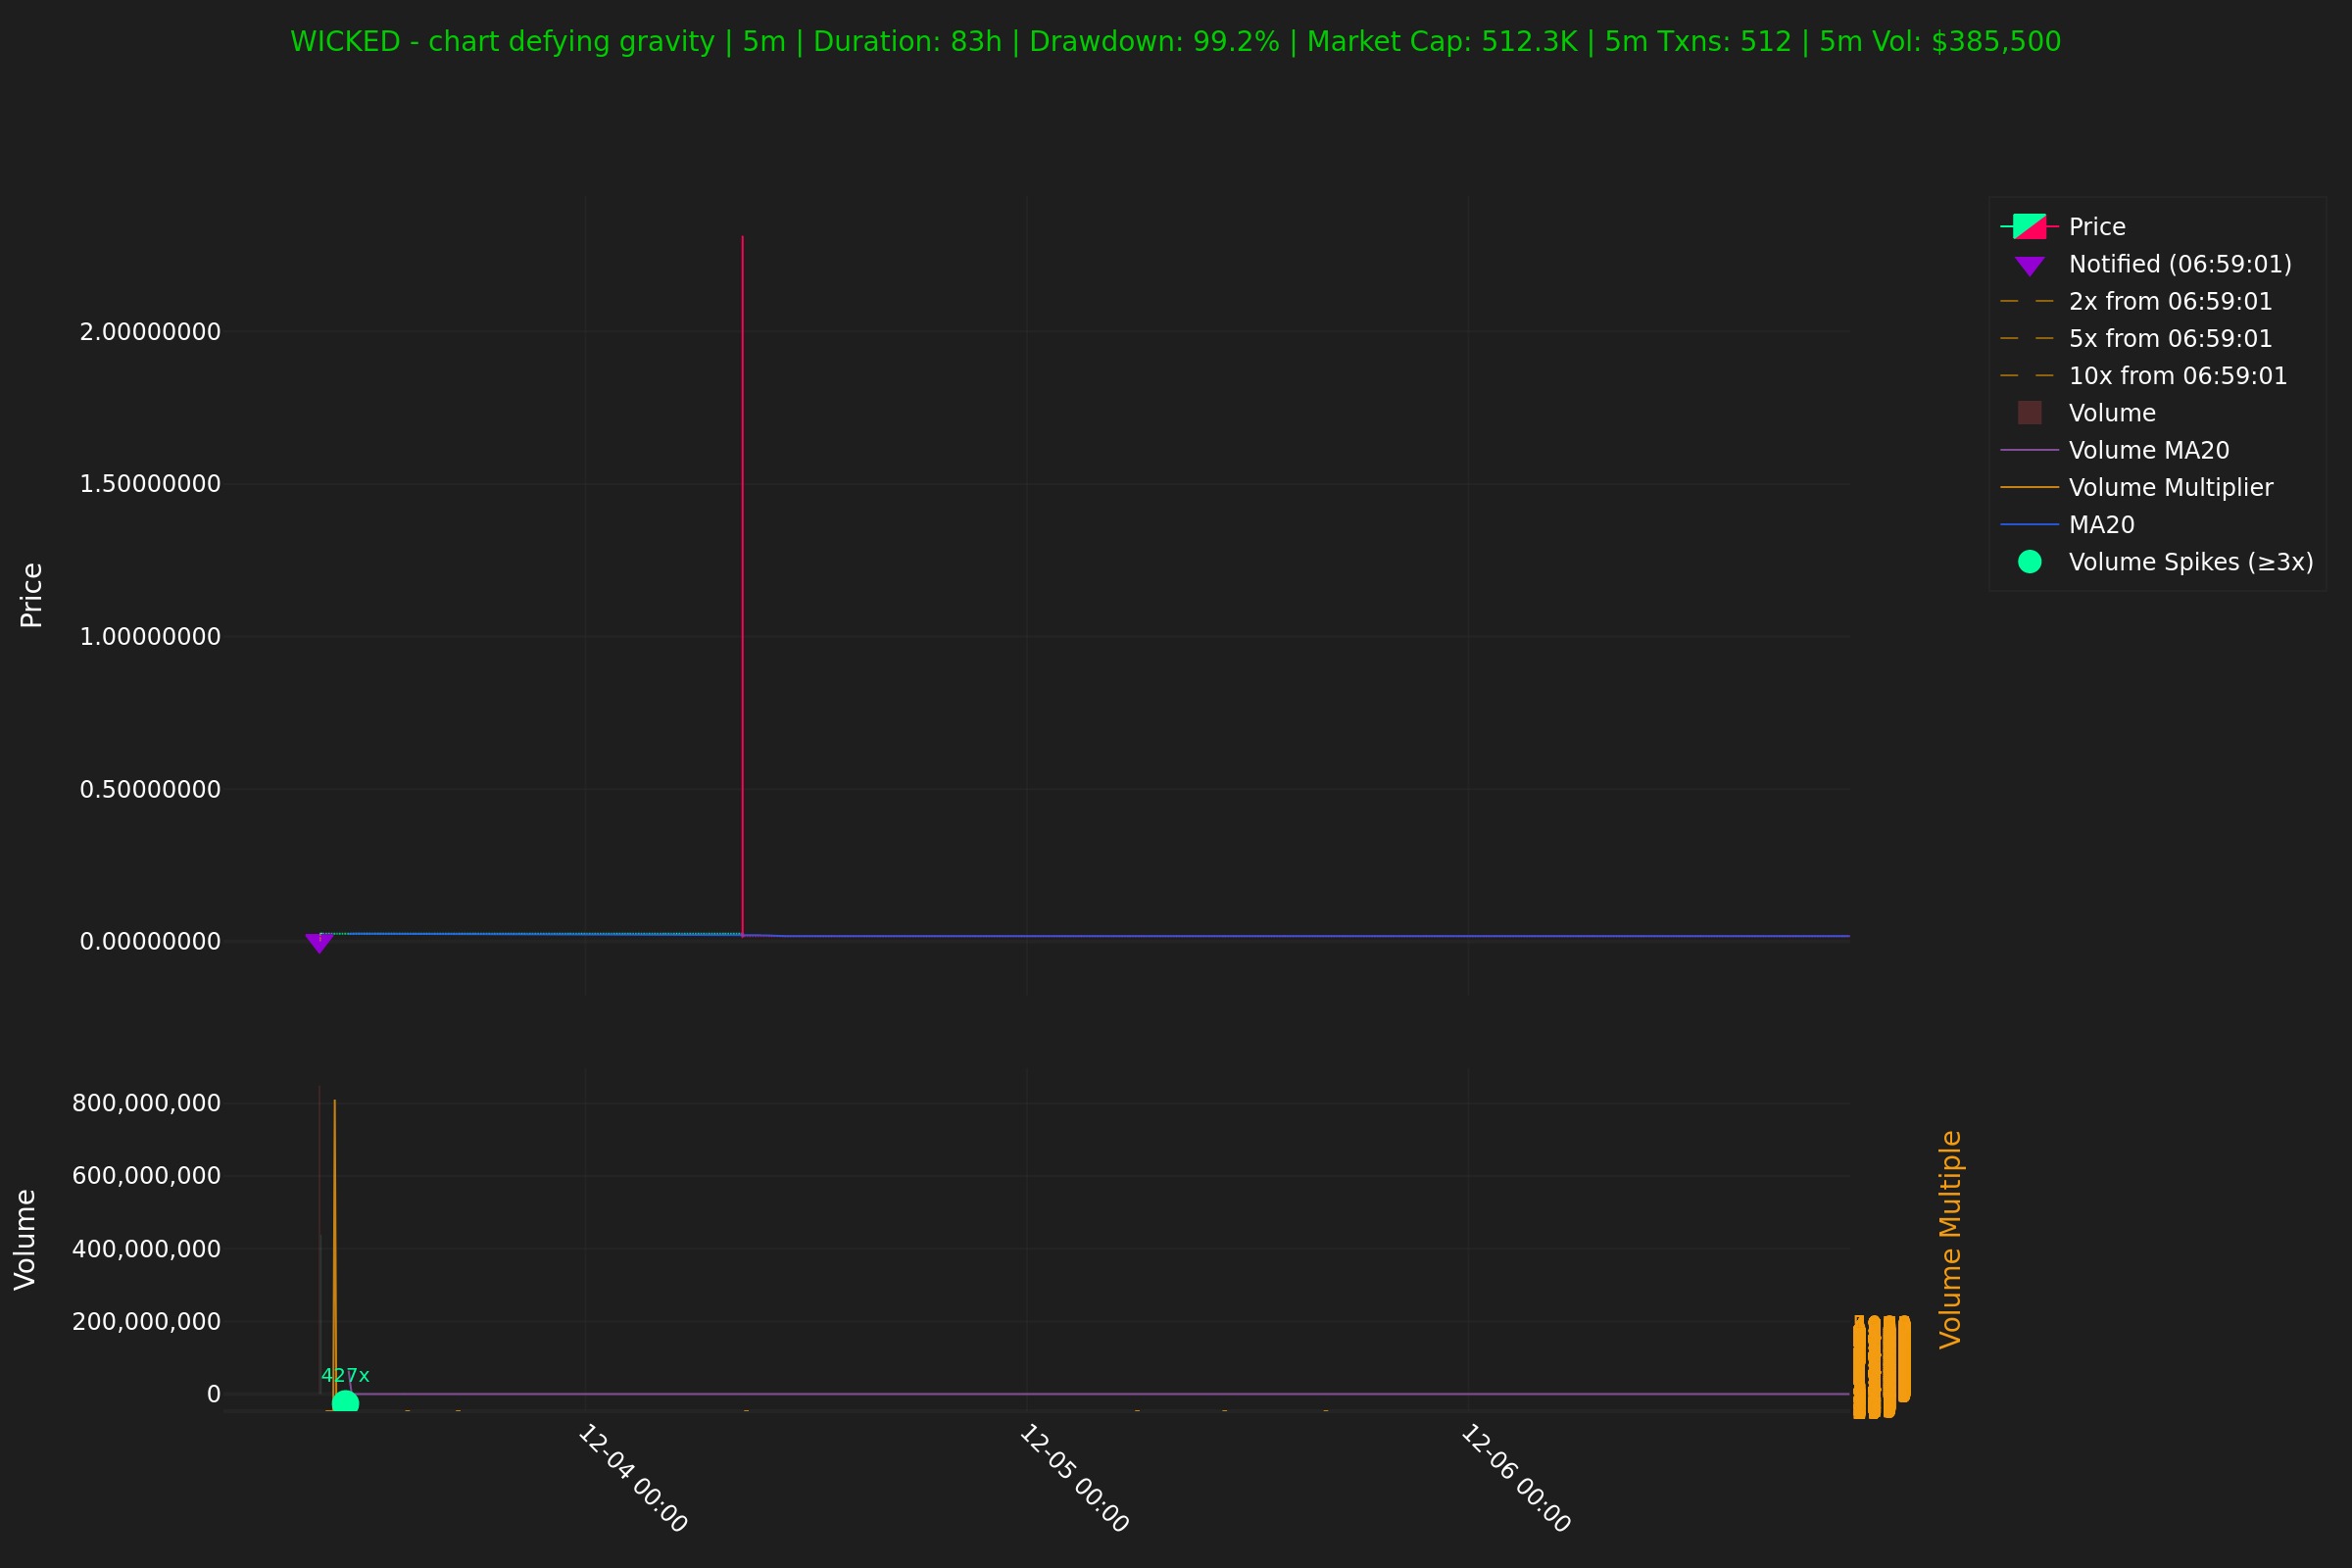 WICKED - chart defying gravity | 5m | Duration: 83h | Drawdown: 99.2% | Market Cap: 512.3K | 5m Txns: 512 | 5m Vol: $385,500
Price
2.00000000
1.50000000
1.00000000
0.50000000
0.00000000
Price
Notified (06:59:01)
2x from 06:59:01
5x from 06:59:01
10x from 06:59:01
Volume
Volume MA20
Volume Multiplier
MA20
Volume Spikes (≥3x)
Volume
800,000,000
600,000,000
400,000,000
200,000,000
0
427x
Volume Multiple
12-04 00:00
12-05 00:00
12-06 00:00